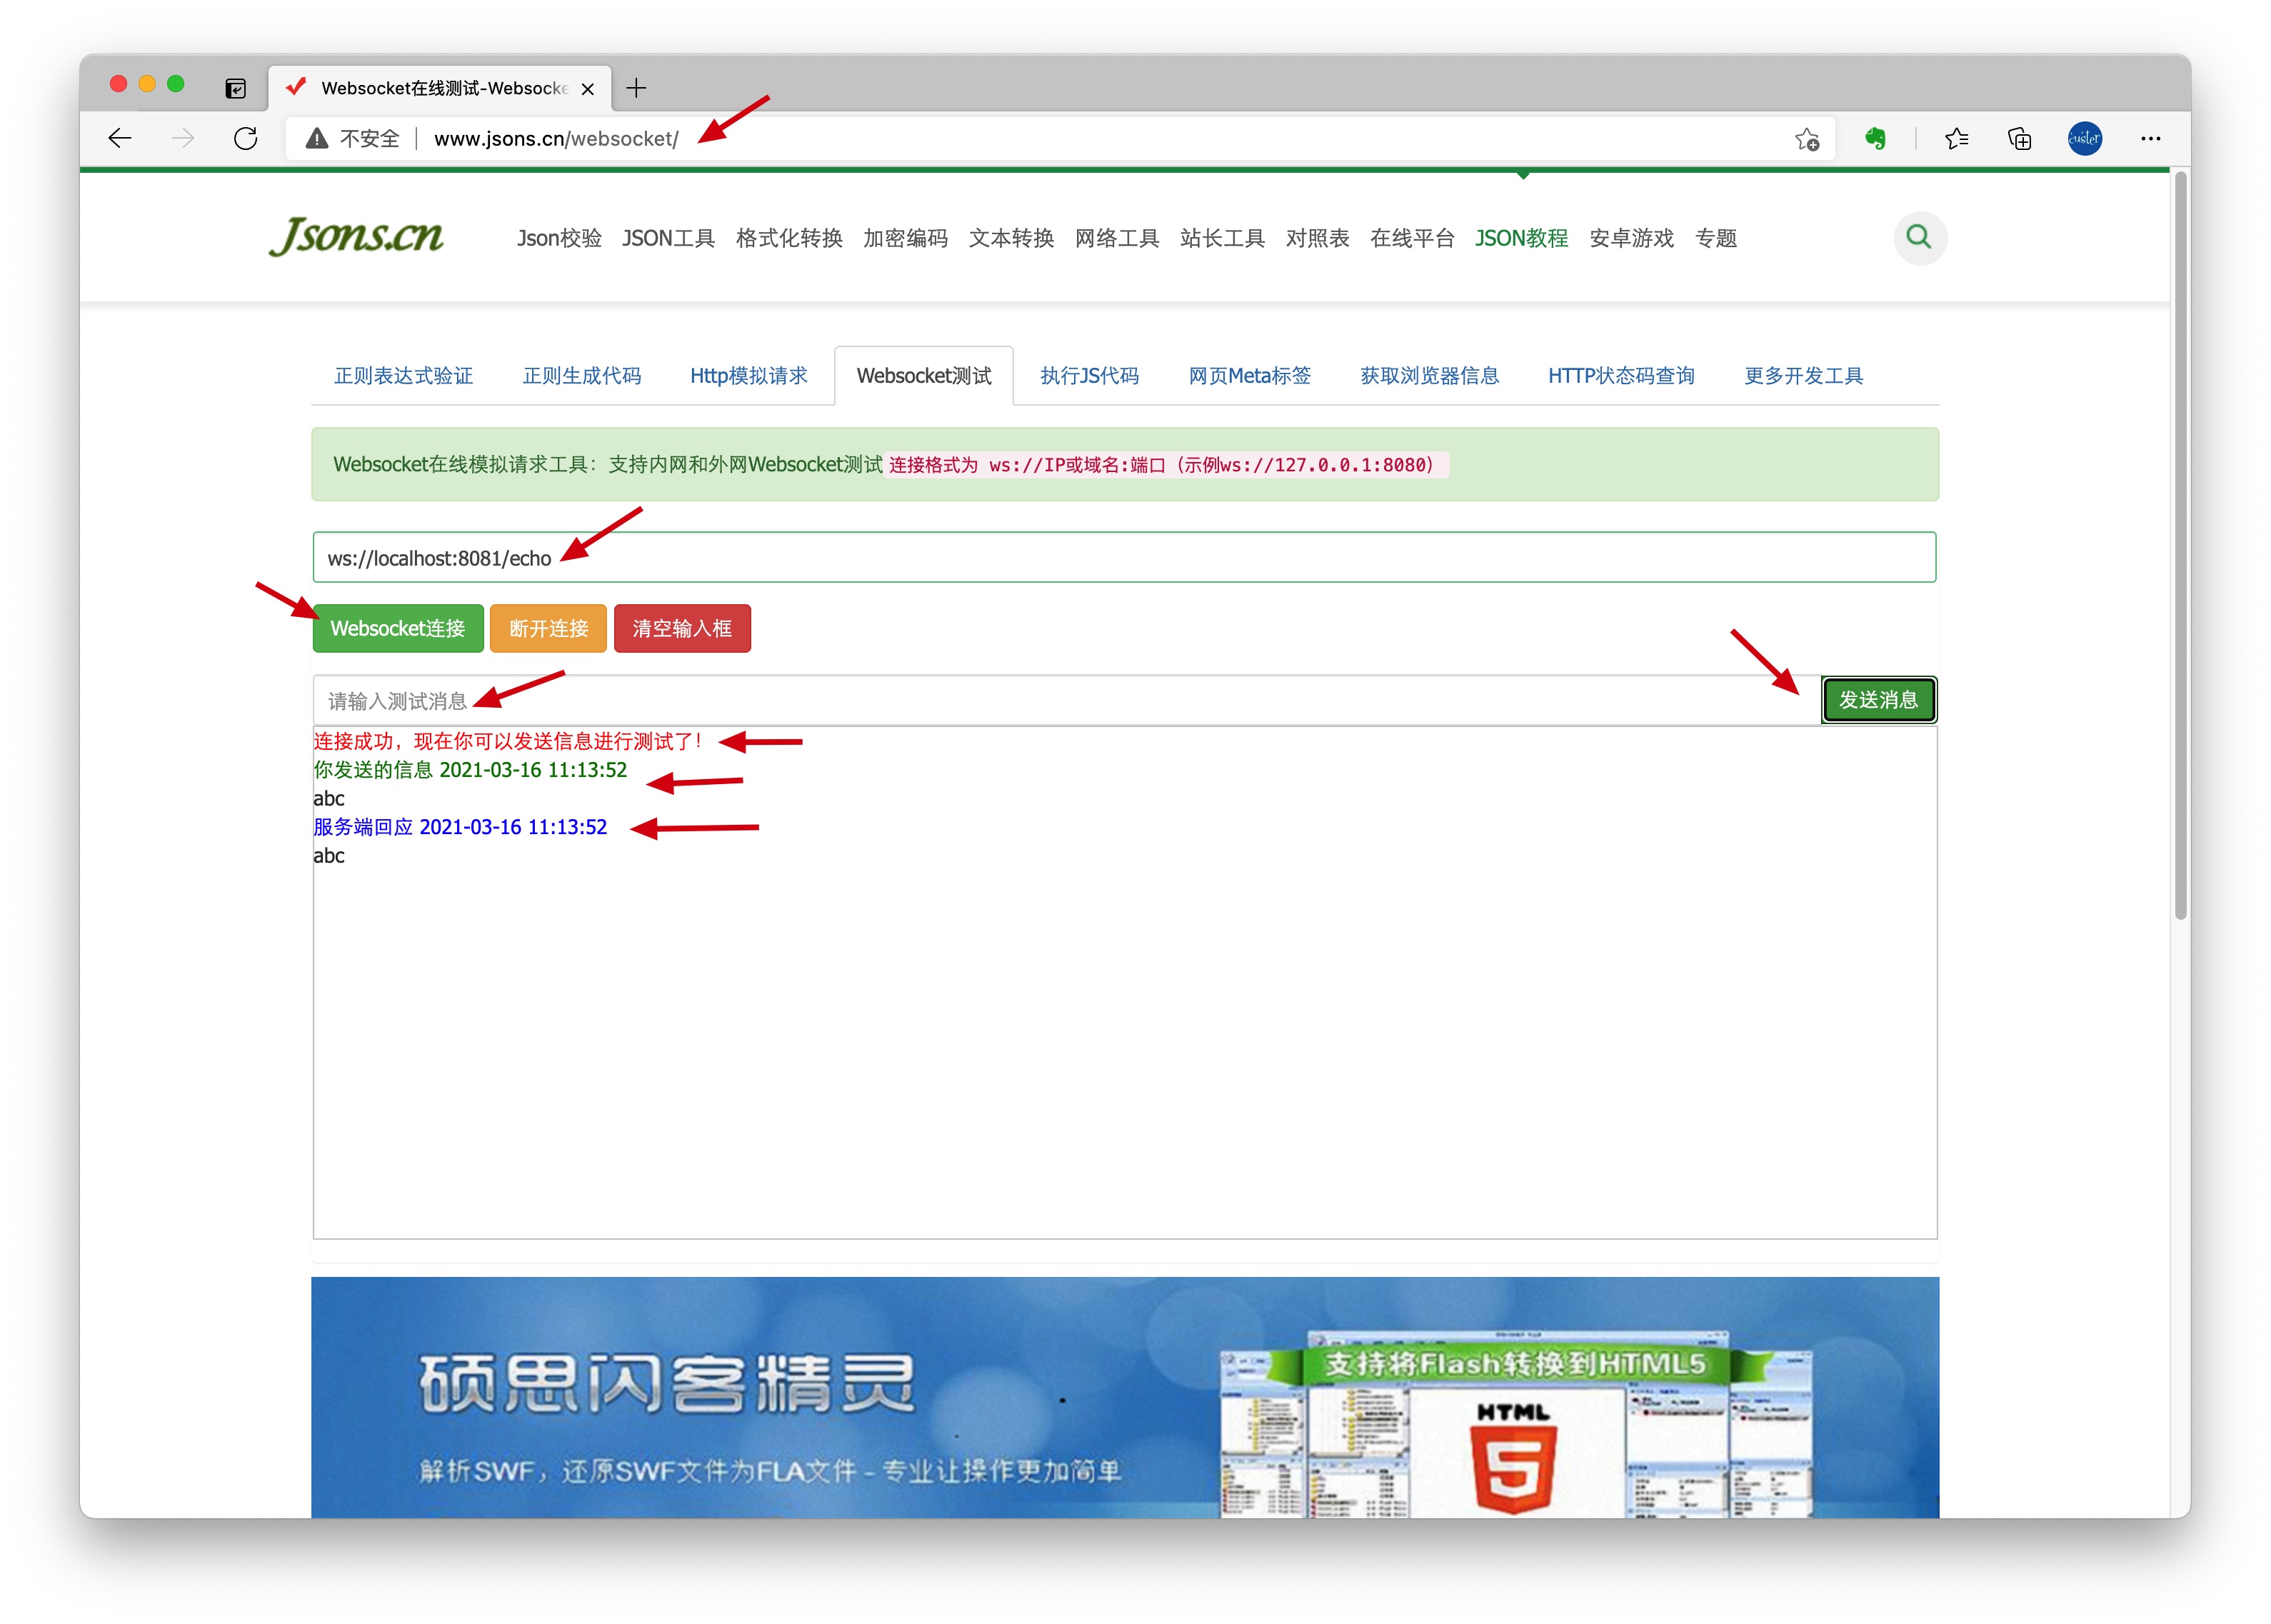 Websocket在线测试-Websocke
不安全 www.jsons.cn/websocket/
custer
Jsons.cn Json校验 JSON工具 格式化转换 加密编码 文本转换 网络工具 站长工具 对照表 在线平台 JSON教程 安卓游戏 专题
正则表达式验证 正则生成代码 Http模拟请求 Websocket测试 执行JS代码 网页Meta标签 获取浏览器信息 HTTP状态码查询 更多开发工具
Websocket在线模拟请求工具：支持内网和外网Websocket测试 连接格式为 ws://IP或域名:端口（示例ws://127.0.0.1:8080）
ws://localhost:8081/echo
Websocket连接 断开连接 清空输入框
请输入测试消息 发送消息
连接成功，现在你可以发送信息进行测试了！
你发送的信息 2021-03-16 11:13:52
abc
服务端回应 2021-03-16 11:13:52
abc
硕思闪客精灵
解析SWF，还原SWF文件为FLA文件 – 专业让操作更加简单
支持将Flash转换到HTML5
HTML
5